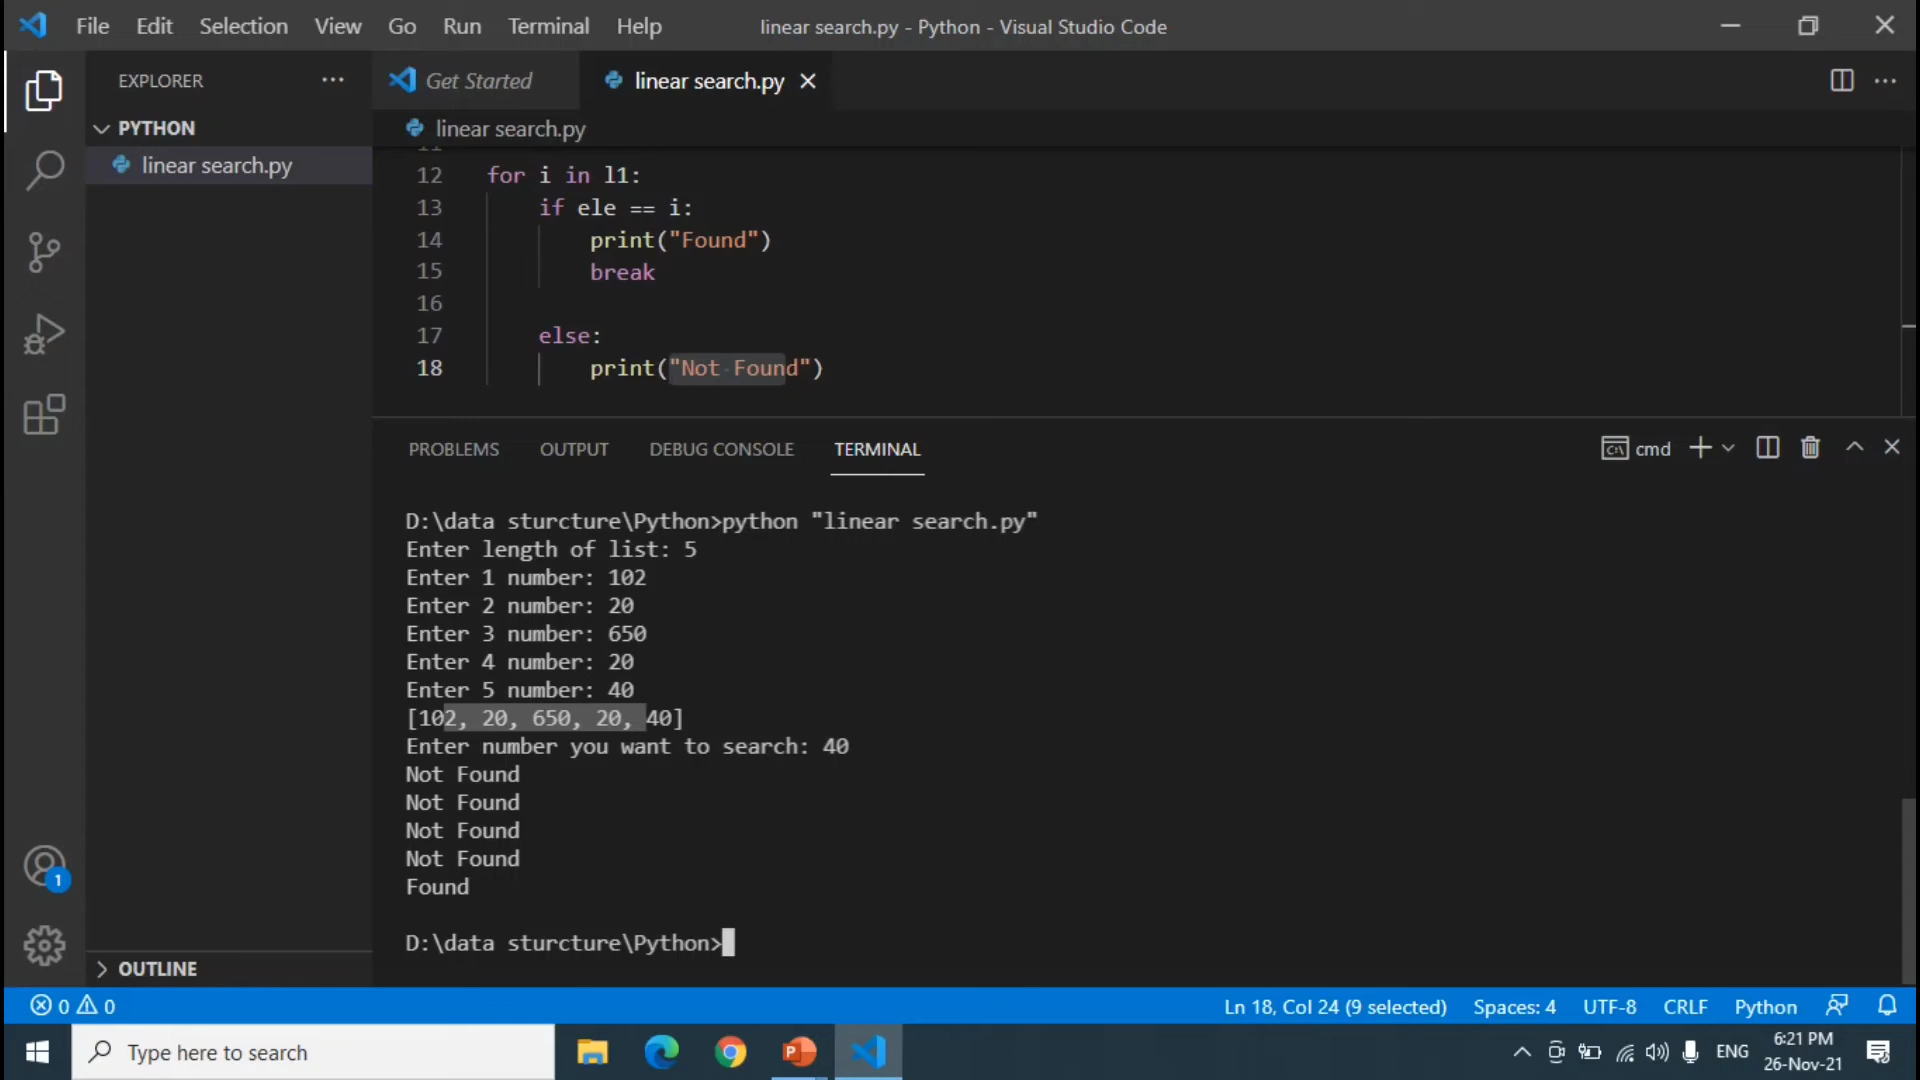 File Edit Selection View Go Run Terminal Help
linear search.py - Python - Visual Studio Code
EXPLORER
Get Started
linear search.py
PYTHON
linear search.py
linear search.py
12 for i in l1:
13 if ele == i:
14 print("Found")
15 break
16
17 else:
18 print("Not Found")
PROBLEMS OUTPUT DEBUG CONSOLE TERMINAL
cmd
D:\data sturcture\Python>python "linear search.py"
Enter length of list: 5
Enter 1 number: 102
Enter 2 number: 20
Enter 3 number: 650
Enter 4 number: 20
Enter 5 number: 40
[102, 20, 650, 20, 40]
Enter number you want to search: 40
Not Found
Not Found
Not Found
Not Found
Found
D:\data sturcture\Python>
1
OUTLINE
0 0
Ln 18, Col 24 (9 selected) Spaces: 4 UTF-8 CRLF Python
Type here to search
ENG
6:21 PM
26-Nov-21